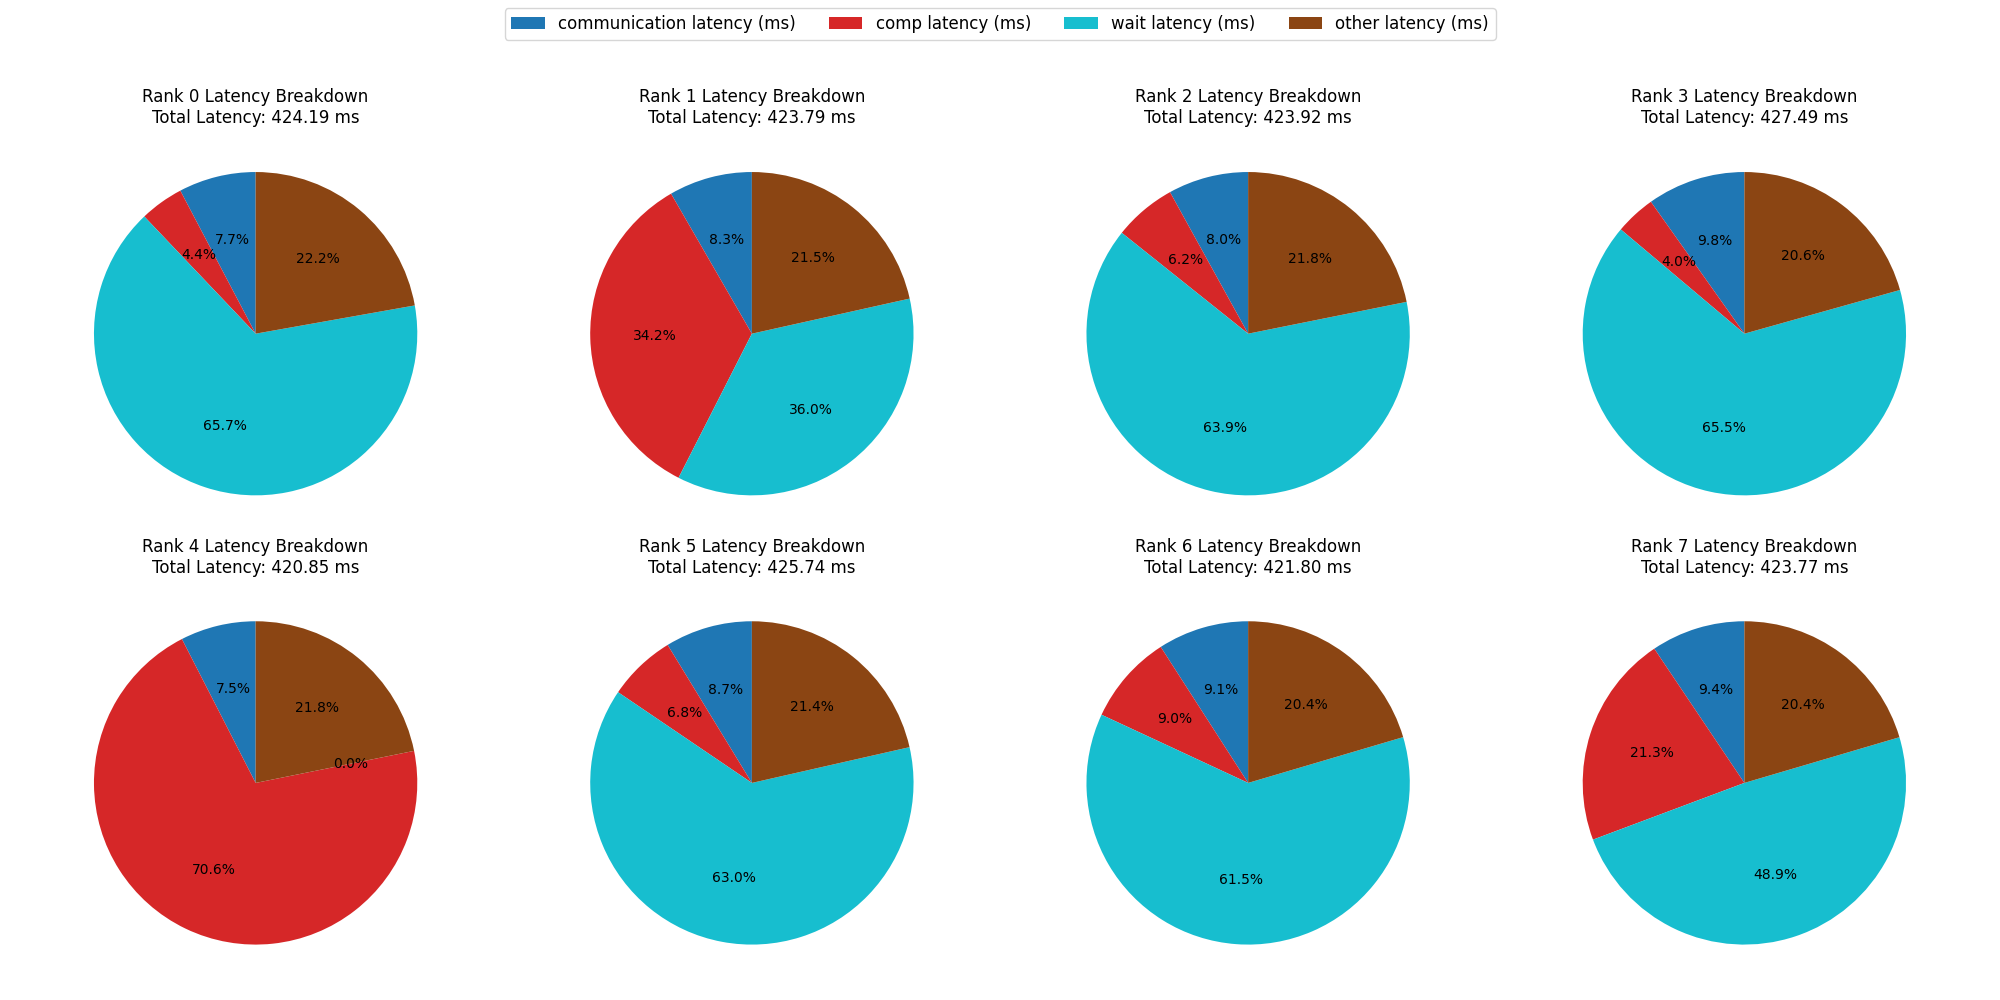 communication latency (ms) comp latency (ms) wait latency (ms) other latency (ms)
Rank 0 Latency Breakdown
Total Latency: 424.19 ms
7.7%
4.4%
22.2%
65.7%
Rank 1 Latency Breakdown
Total Latency: 423.79 ms
8.3%
21.5%
34.2%
36.0%
Rank 2 Latency Breakdown
Total Latency: 423.92 ms
8.0%
6.2%
21.8%
63.9%
Rank 3 Latency Breakdown
Total Latency: 427.49 ms
9.8%
4.0%
20.6%
65.5%
Rank 4 Latency Breakdown
Total Latency: 420.85 ms
7.5%
21.8%
0.0%
70.6%
Rank 5 Latency Breakdown
Total Latency: 425.74 ms
8.7%
6.8%
21.4%
63.0%
Rank 6 Latency Breakdown
Total Latency: 421.80 ms
9.1%
9.0%
20.4%
61.5%
Rank 7 Latency Breakdown
Total Latency: 423.77 ms
9.4%
20.4%
21.3%
48.9%